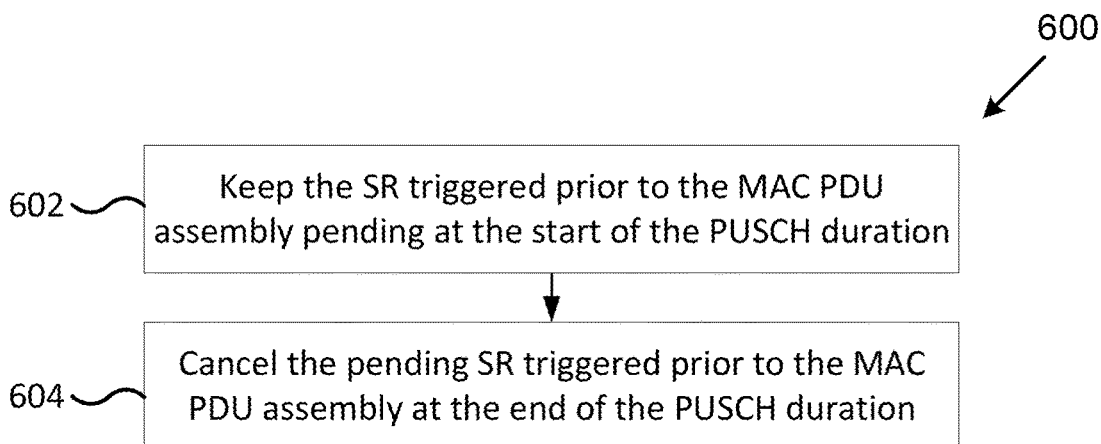 600
602
Keep the SR triggered prior to the MAC PDU
assembly pending at the start of the PUSCH duration
604
Cancel the pending SR triggered prior to the MAC
PDU assembly at the end of the PUSCH duration